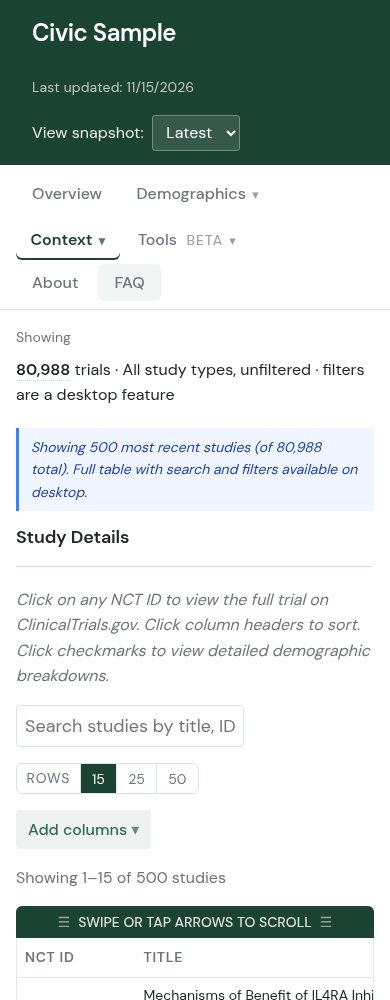 Civic Sample
Last updated: 11/15/2026
View snapshot: Latest
Overview Demographics ▾
Context ▾ Tools BETA ▾
About FAQ
Showing
80,988 trials · All study types, unfiltered · filters
are a desktop feature
Showing 500 most recent studies (of 80,988
total). Full table with search and filters available on
desktop.
Study Details
Click on any NCT ID to view the full trial on
ClinicalTrials.gov. Click column headers to sort.
Click checkmarks to view detailed demographic
breakdowns.
Search studies by title, ID
ROWS 15 25 50
Add columns ▾
Showing 1–15 of 500 studies
☰ SWIPE OR TAP ARROWS TO SCROLL ☰
NCT ID TITLE
Mechanisms of Benefit of IL4RA Inhi